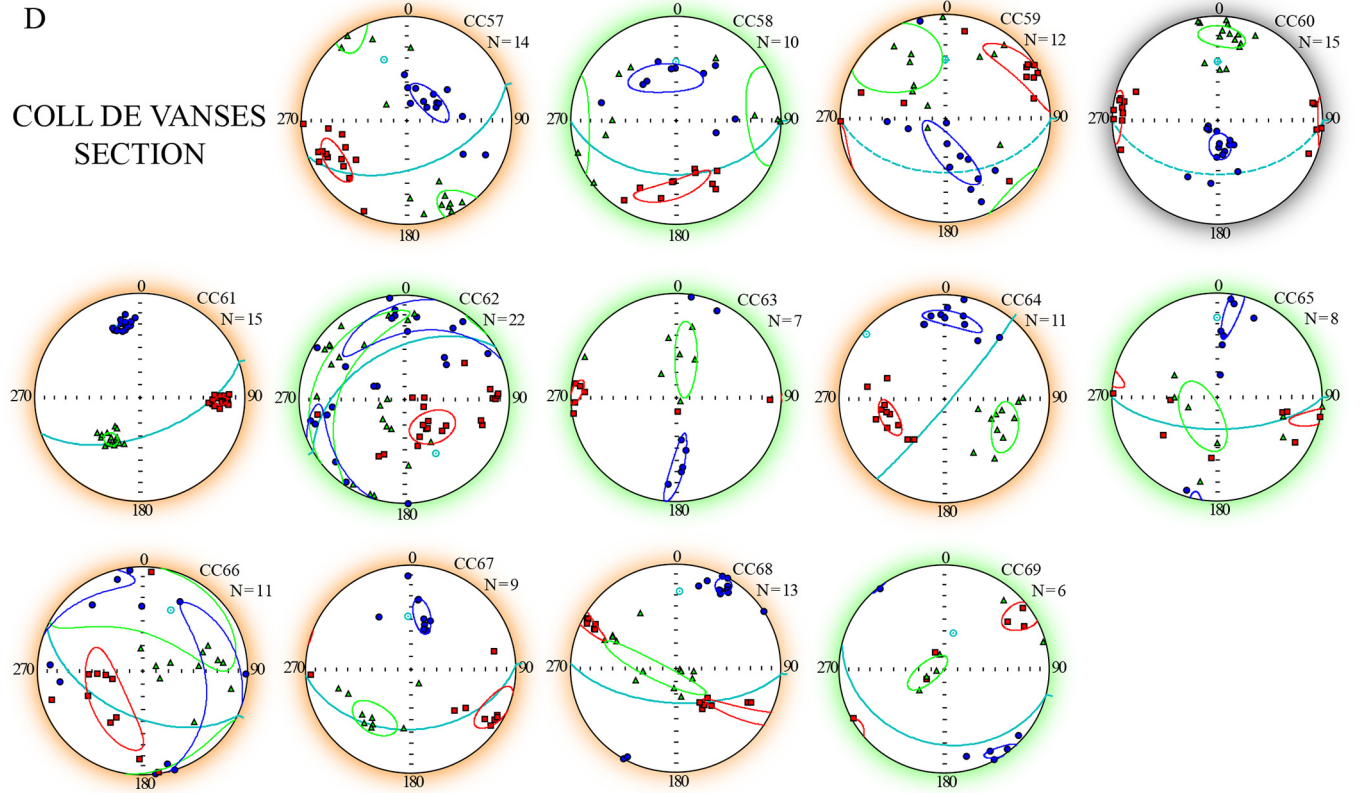 D
COLL DE VANSES
SECTION
0
CC57
N=14
270
90
180
0
CC58
N=10
270
90
180
0
CC59
N=12
270
90
180
0
CC60
N=15
270
90
180
0
CC61
N=15
270
90
180
0
CC62
N=22
270
90
180
0
CC63
N=7
270
90
180
0
CC64
N=11
270
90
180
0
CC65
N=8
270
90
180
0
CC66
N=11
270
90
180
0
CC67
N=9
270
90
180
0
CC68
N=13
270
90
180
0
CC69
N=6
270
90
180